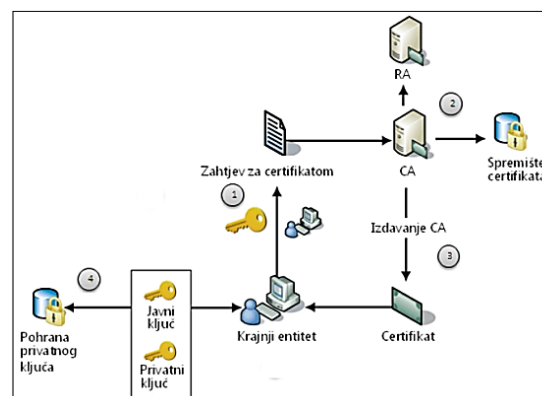 RA
2
Zahtjev za certifikatom
CA
Spremište
certifikata
1
Izdavanje CA
3
4
Javni
ključ
Krajnji entitet
Certifikat
Pohrana
privatnog
ključa
Privatni
ključ